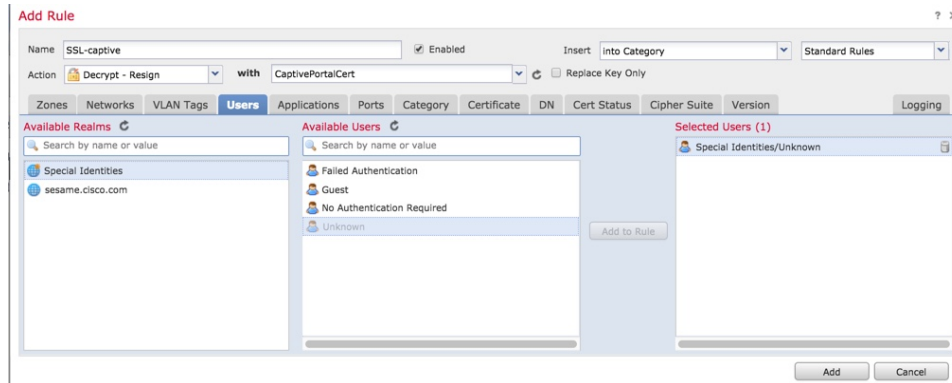 Add Rule ?
Name SSL-captive Enabled Insert into Category Standard Rules
Action Decrypt - Resign with CaptivePortalCert Replace Key Only
Zones Networks VLAN Tags Users Applications Ports Category Certificate DN Cert Status Cipher Suite Version Logging
Available Realms Available Users Selected Users (1)
Search by name or value Search by name or value Special Identities/Unknown
Special Identities Failed Authentication
sesame.cisco.com Guest
No Authentication Required
Unknown
Add to Rule
Add Cancel